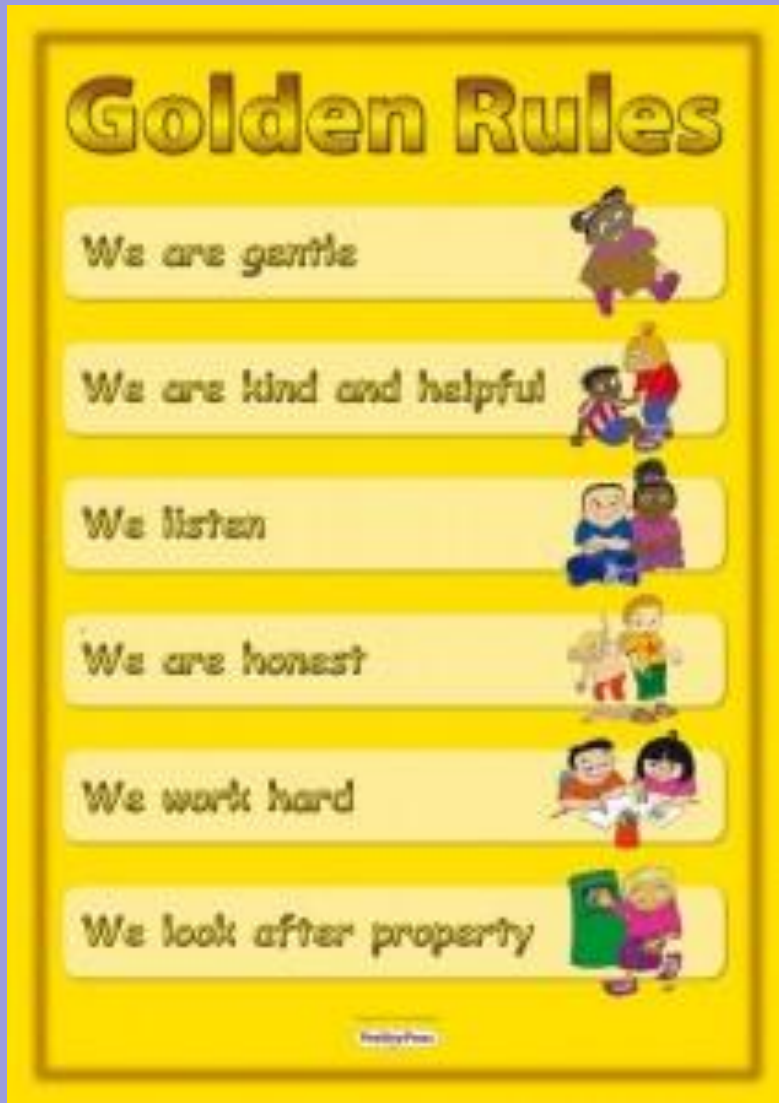 Golden Rules
We are gentle
We are kind and helpful
We listen
We are honest
We work hard
We look after property